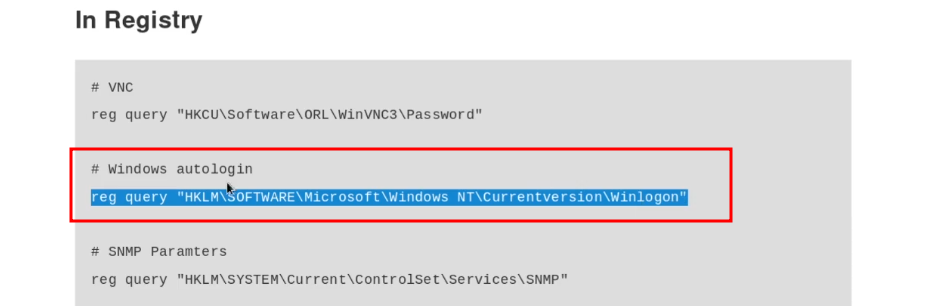 In Registry
# VNC
reg query "HKCU\Software\ORL\WinVNC3\Password"
# Windows autologin
reg query "HKLM\SOFTWARE\Microsoft\Windows NT\Currentversion\Winlogon"
# SNMP Paramters
reg query "HKLM\SYSTEM\Current\ControlSet\Services\SNMP"